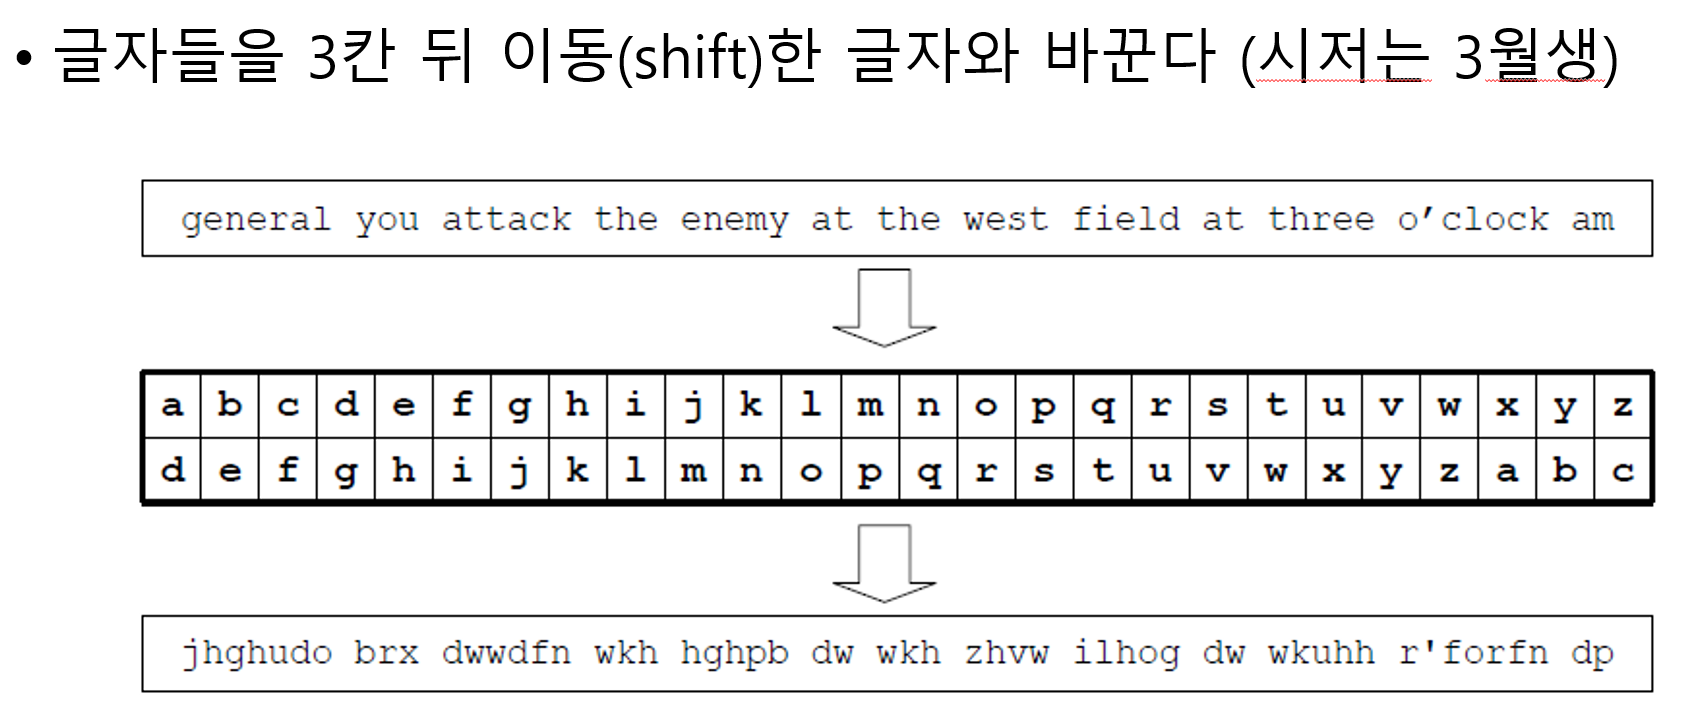 • 글자들을 3칸 뒤 이동(shift)한 글자와 바꾼다 (시저는 3월생)
general you attack the enemy at the west field at three o’clock am
a b c d e f g h i j k l m n o p q r s t u v w x y z
d e f g h i j k l m n o p q r s t u v w x y z a b c
jhghudo brx dwwdfn wkh hghpb dw wkh zhvw ilhog dw wkuhh r'forfn dp